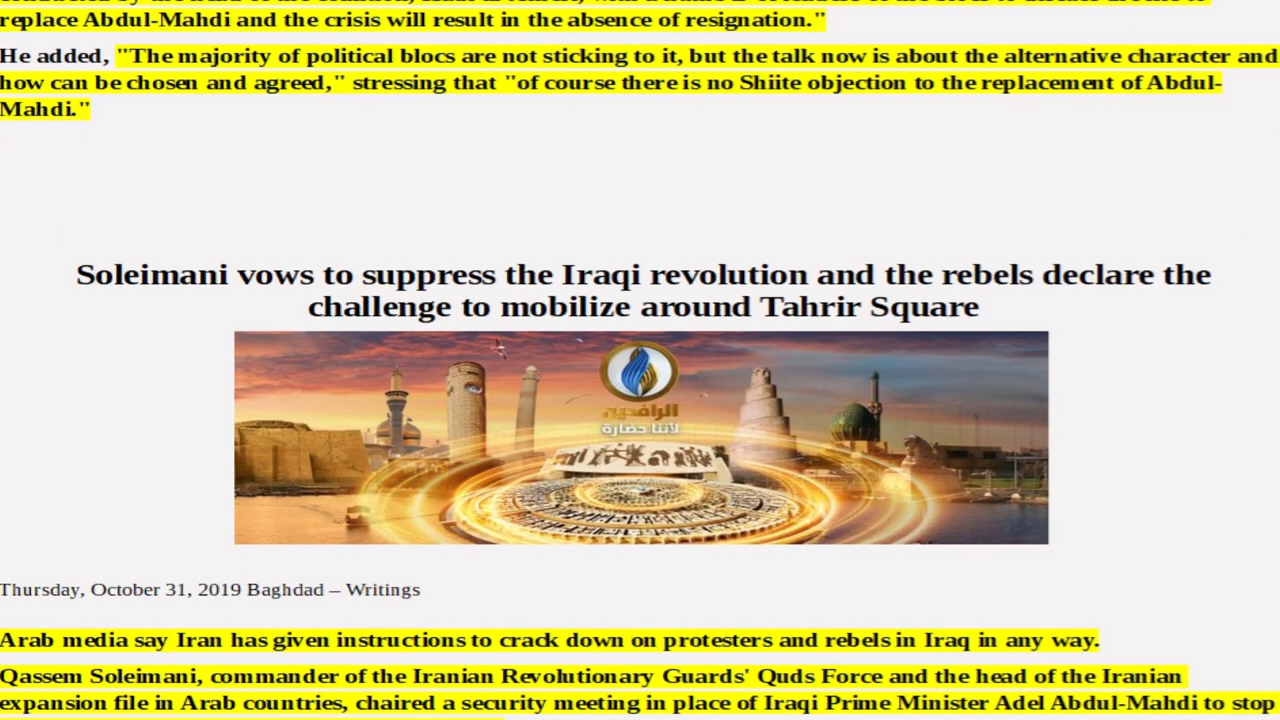 replace Abdul-Mahdi and the crisis will result in the absence of resignation."
He added, "The majority of political blocs are not sticking to it, but the talk now is about the alternative character and
how can be chosen and agreed," stressing that "of course there is no Shiite objection to the replacement of Abdul-
Mahdi."
Soleimani vows to suppress the Iraqi revolution and the rebels declare the
challenge to mobilize around Tahrir Square
الرافدين
لأننا حضارة
Thursday, October 31, 2019 Baghdad – Writings
Arab media say Iran has given instructions to crack down on protesters and rebels in Iraq in any way.
Qassem Soleimani, commander of the Iranian Revolutionary Guards' Quds Force and the head of the Iranian
expansion file in Arab countries, chaired a security meeting in place of Iraqi Prime Minister Adel Abdul-Mahdi to stop